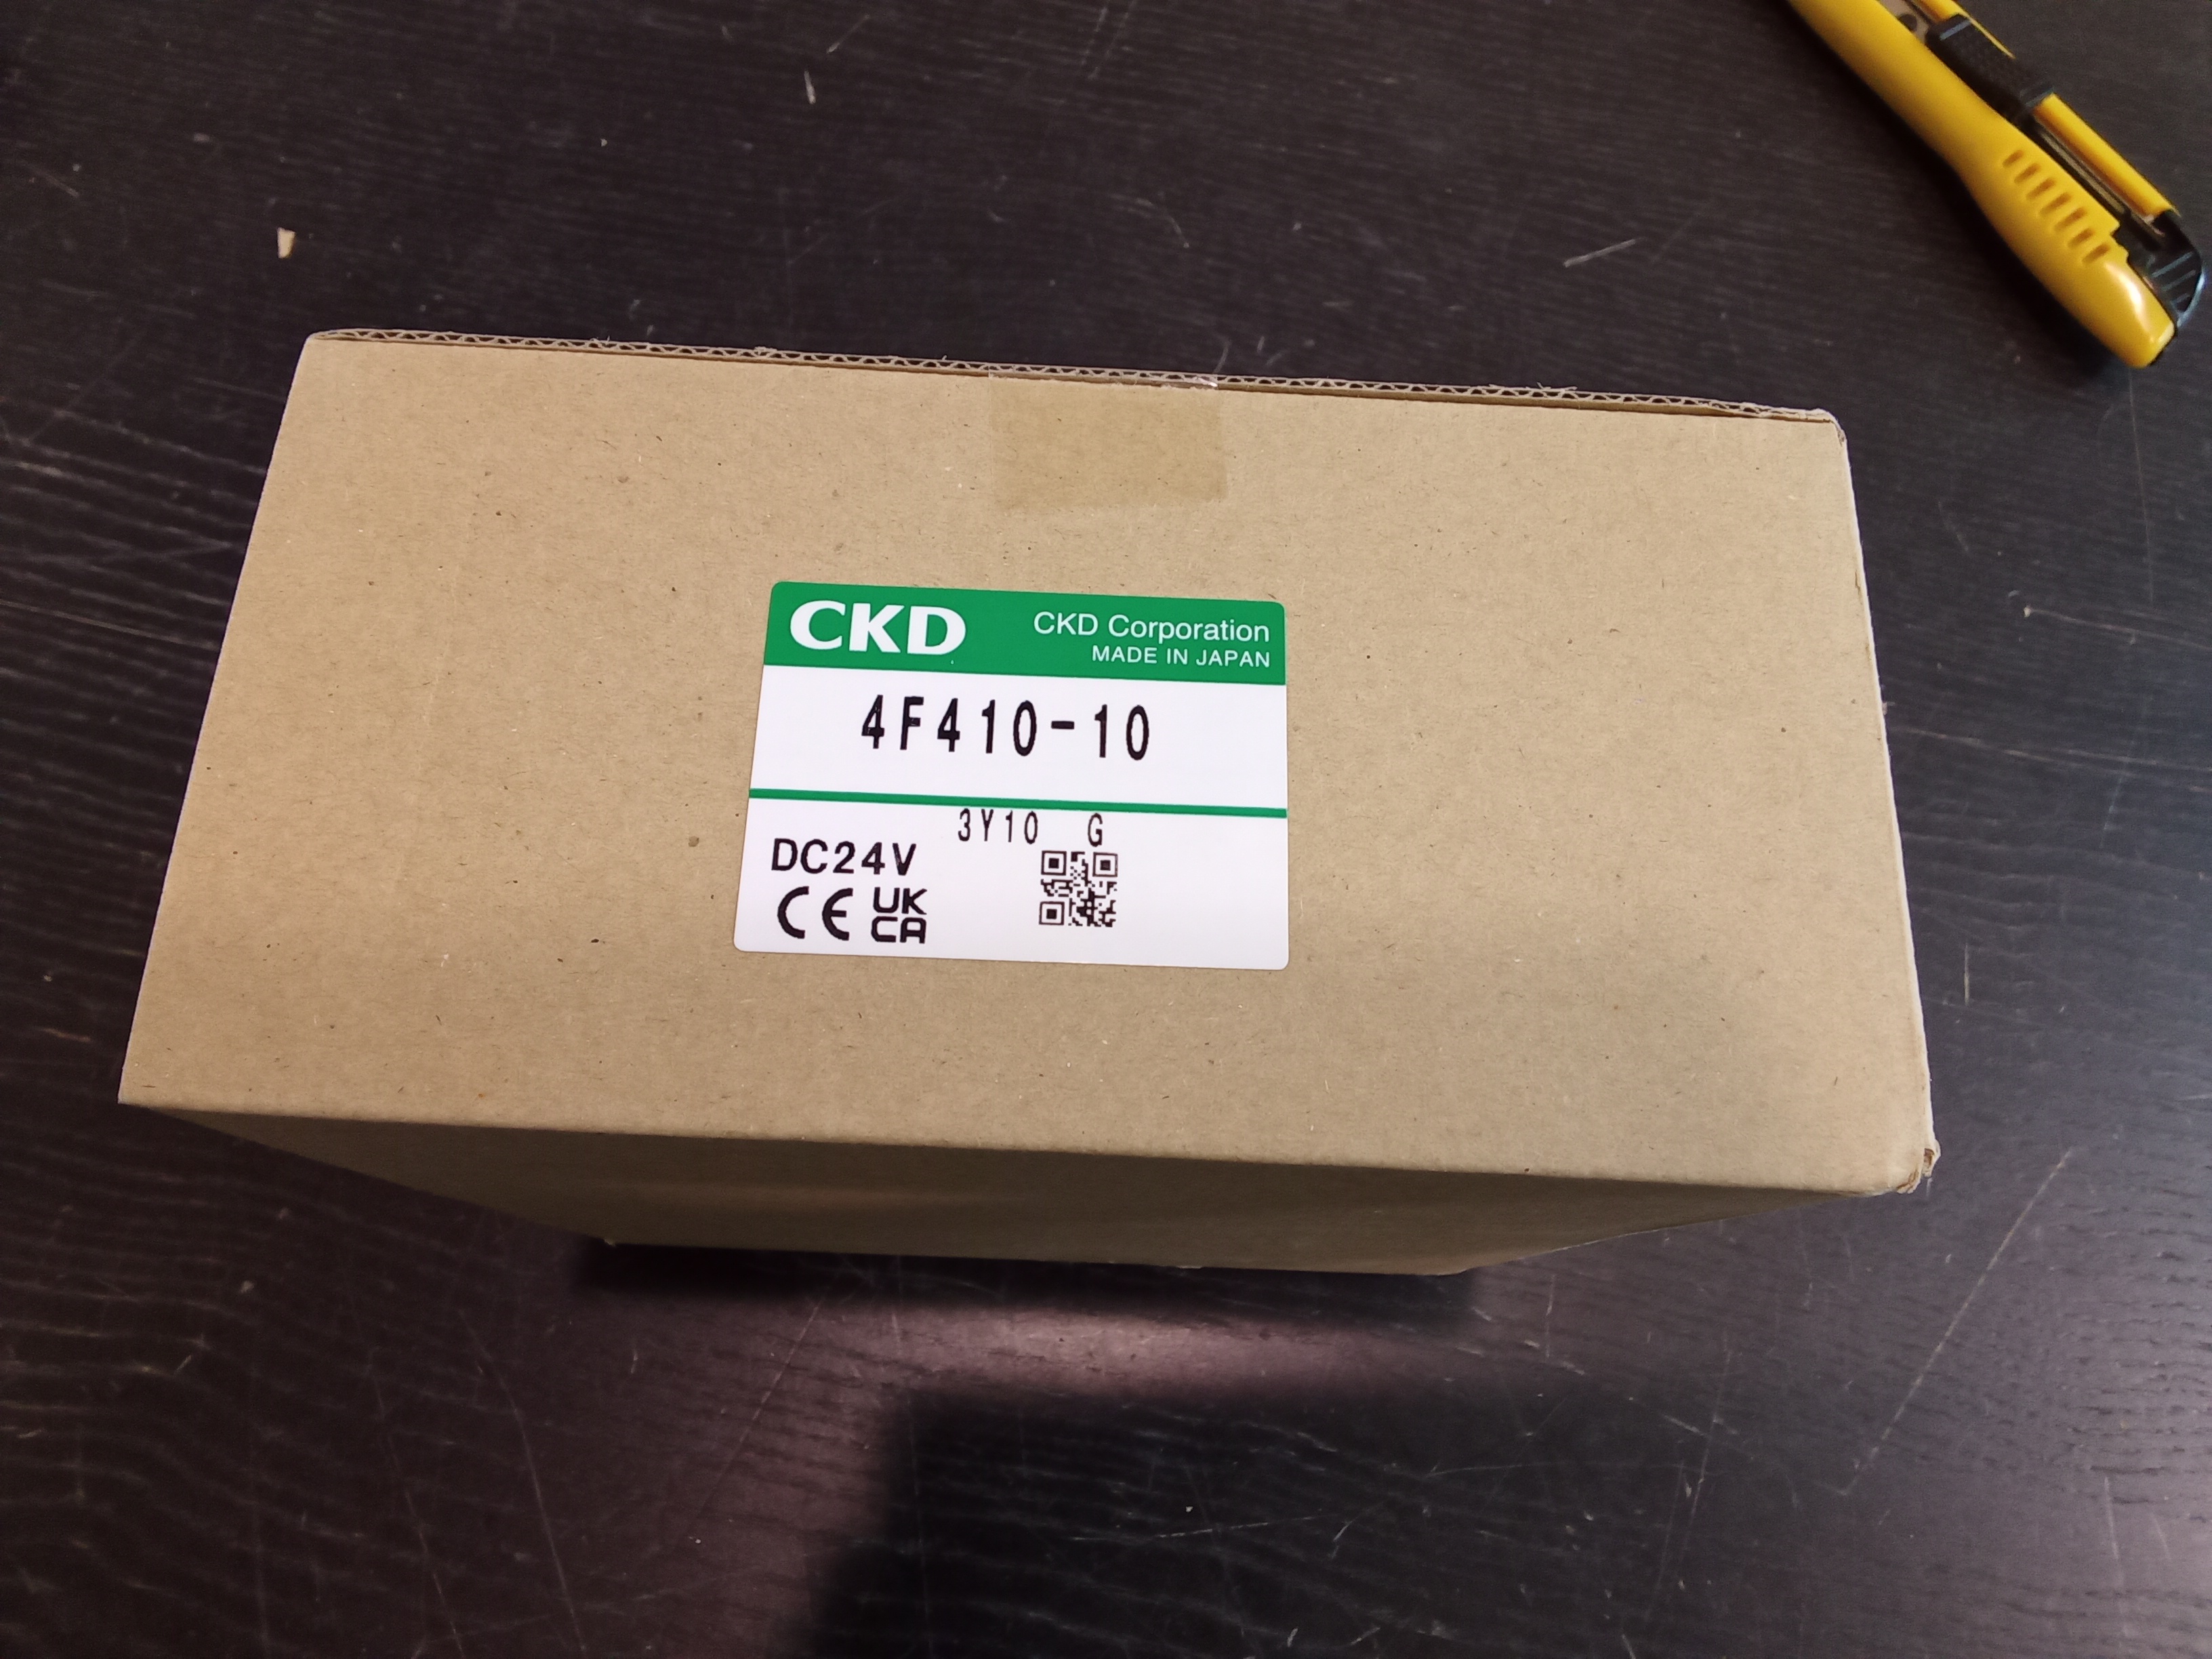 CKD
CKD Corporation
MADE IN JAPAN
4F410-10
3Y10 G
DC24V
CE UK
CA